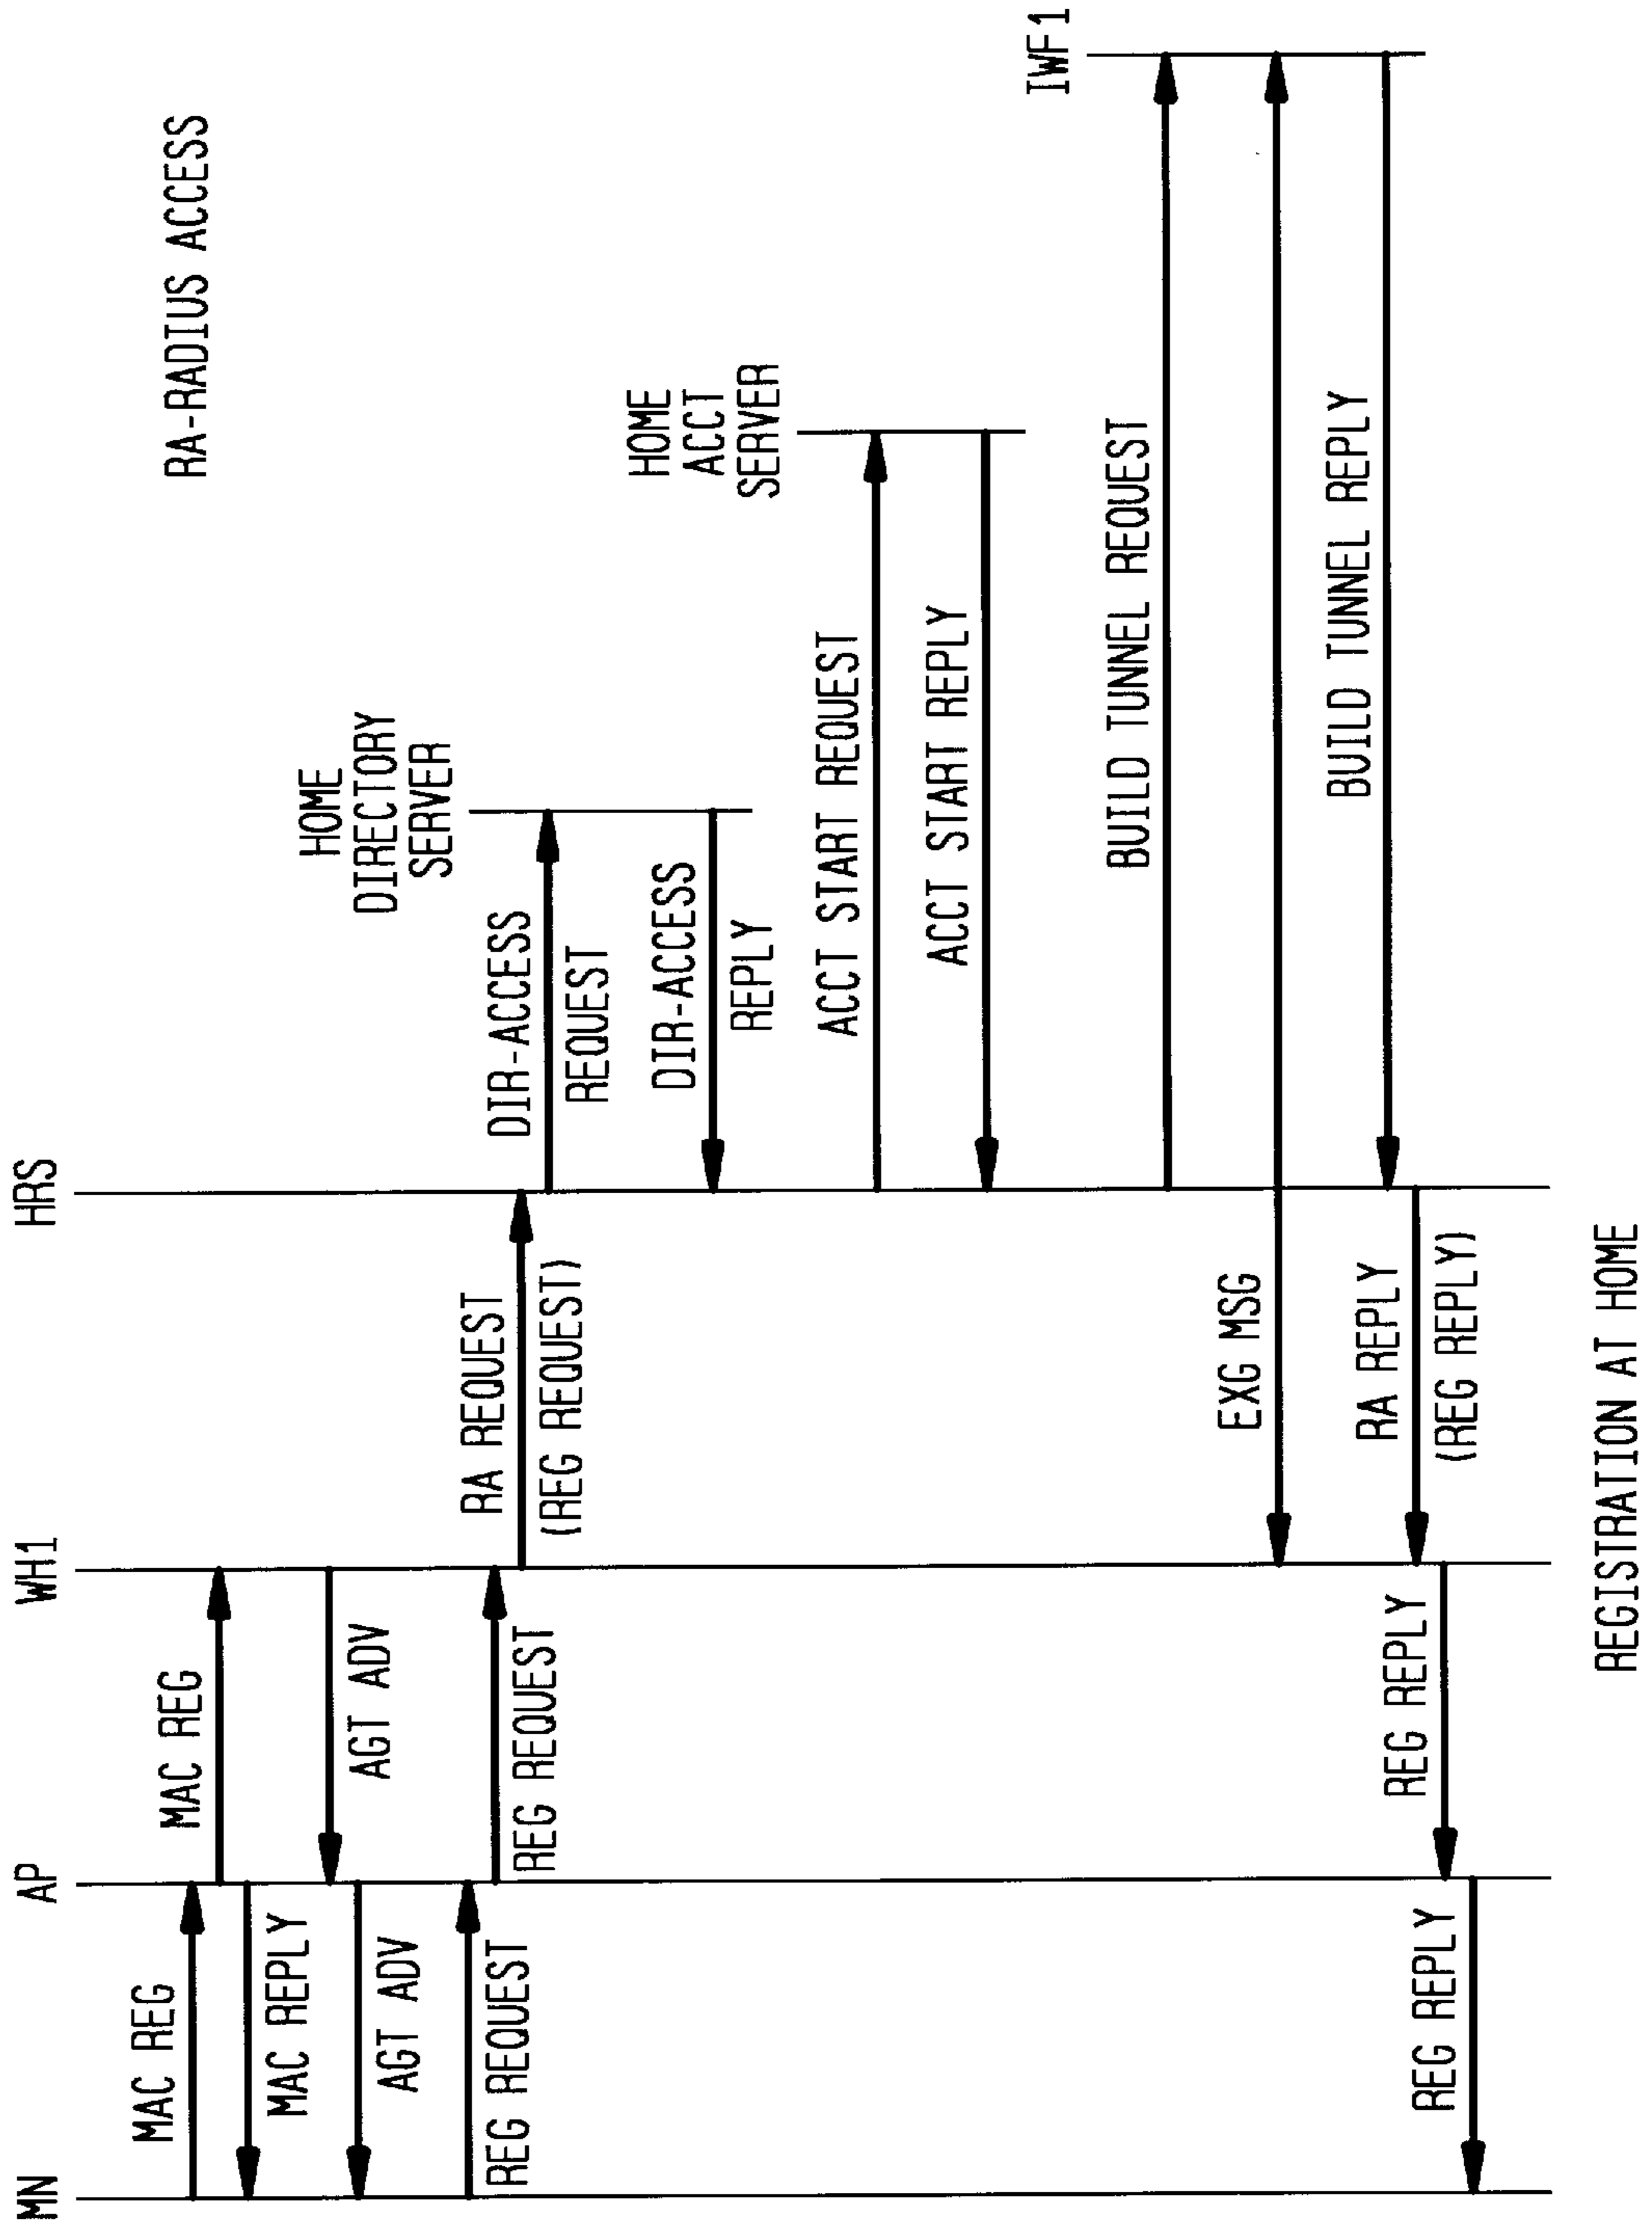 MN
AP
WH1
HRS
RA-RADIUS ACCESS
MAC REG
MAC REG
MAC REPLY
AGT ADV
AGT ADV
HOME
DIRECTORY
SERVER
REG REQUEST
REG REQUEST
RA REQUEST
(REG REQUEST)
DIR-ACCESS
REQUEST
DIR-ACCESS
REPLY
HOME
ACCT
SERVER
ACCT START REQUEST
ACCT START REPLY
IWF1
BUILD TUNNEL REQUEST
EXG MSG
BUILD TUNNEL REPLY
RA REPLY
(REG REPLY)
REG REPLY
REG REPLY
REGISTRATION AT HOME